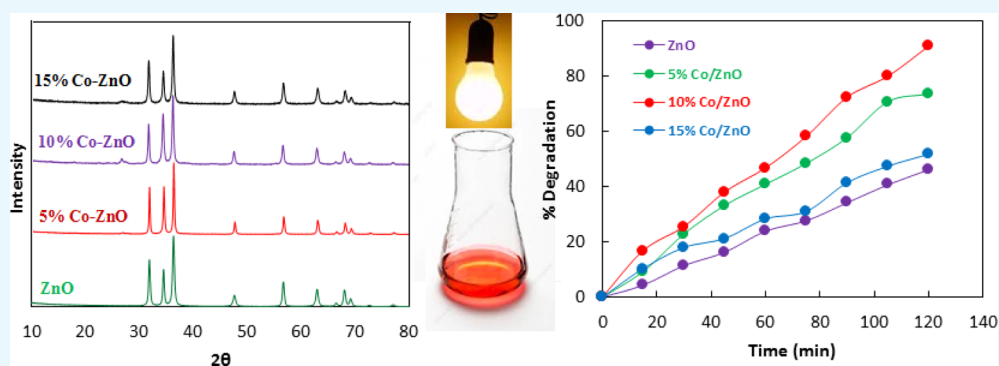 15% Co-ZnO
10% Co-ZnO
5% Co-ZnO
ZnO
Intensity
10 20 30 40 50 60 70 80
2θ
ZnO
5% Co/ZnO
10% Co/ZnO
15% Co/ZnO
% Degradation
100
80
60
40
20
0
0 20 40 60 80 100 120 140
Time (min)